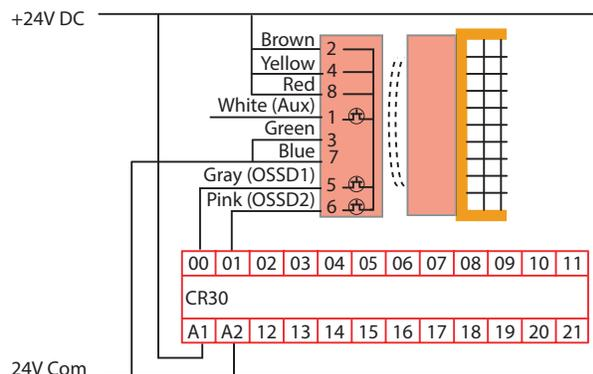 +24V DC
Brown 2
Yellow 4
Red 8
White (Aux) 1
Green 3
Blue 7
Gray (OSSD1) 5
Pink (OSSD2) 6
00 01 02 03 04 05 06 07 08 09 10 11
CR30
A1 A2 12 13 14 15 16 17 18 19 20 21
24V Com